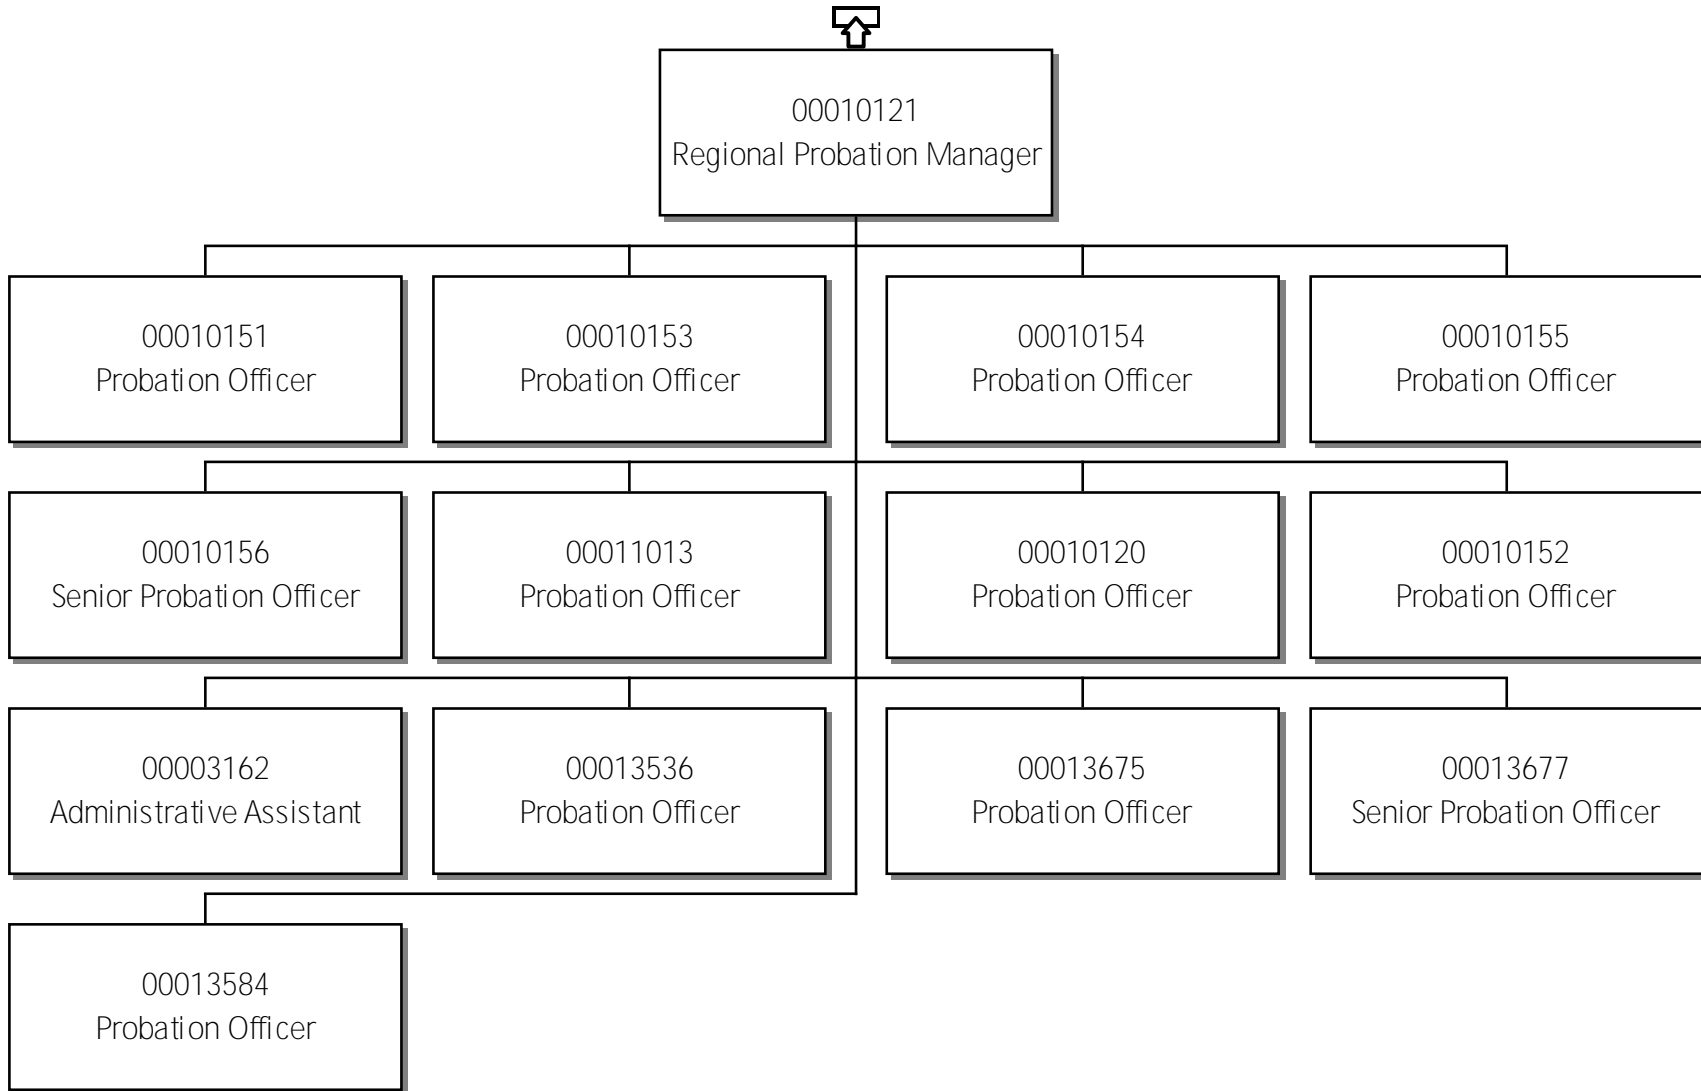 00010121
Regional Probation Manager
00010151
Probation Officer
00010153
Probation Officer
00010154
Probation Officer
00010155
Probation Officer
00010156
Senior Probation Officer
00011013
Probation Officer
00010120
Probation Officer
00010152
Probation Officer
00003162
Administrative Assistant
00013536
Probation Officer
00013675
Probation Officer
00013677
Senior Probation Officer
00013584
Probation Officer